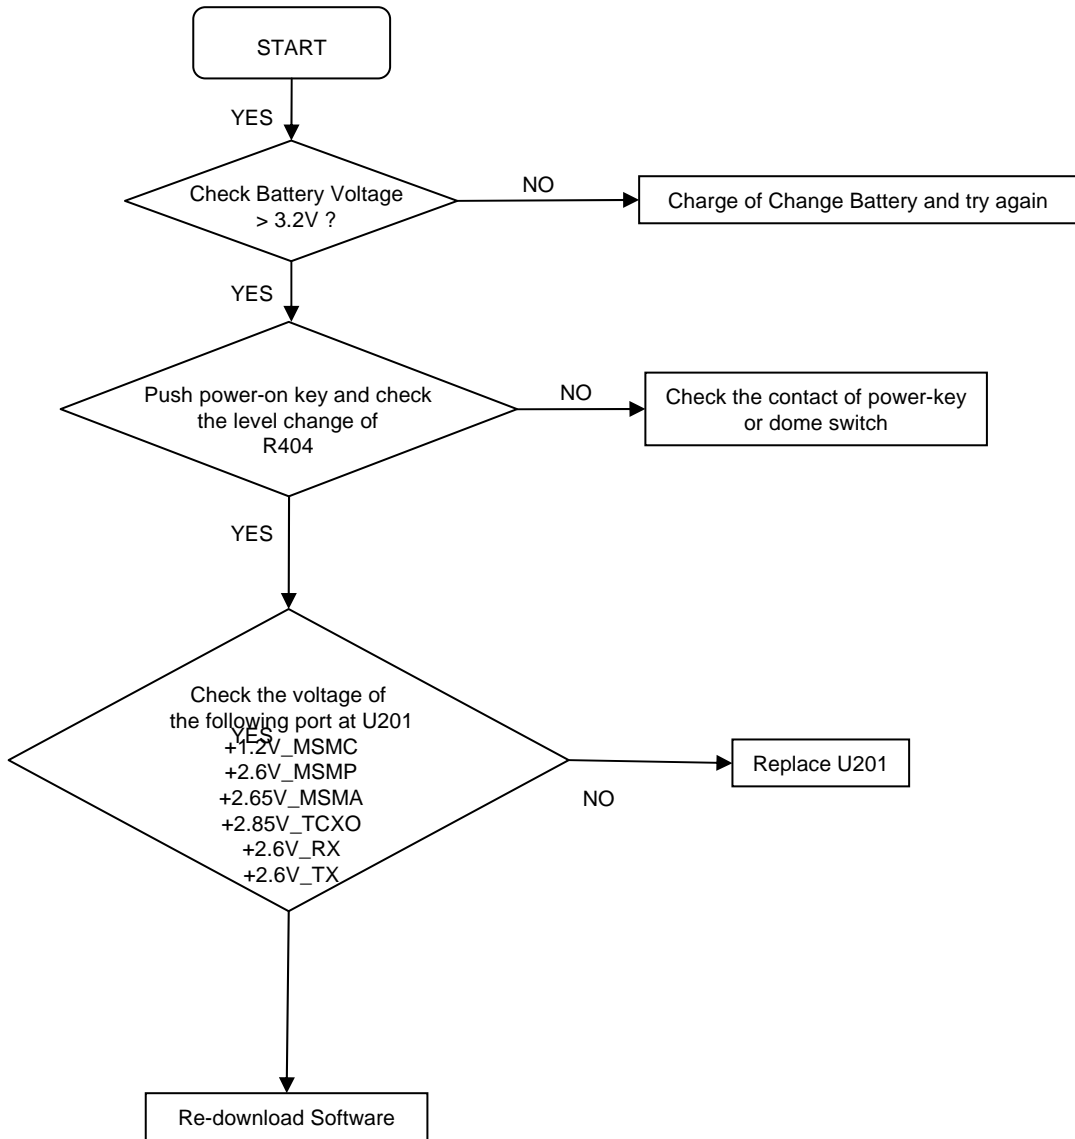 START
YES
Check Battery Voltage
> 3.2V ?
NO
Charge of Change Battery and try again
YES
Push power-on key and check
the level change of
R404
NO
Check the contact of power-key
or dome switch
YES
Check the voltage of
the following port at U201
YES
+1.2V_MSMC
+2.6V_MSMP
+2.65V_MSMA
+2.85V_TCXO
+2.6V_RX
+2.6V_TX
NO
Replace U201
Re-download Software